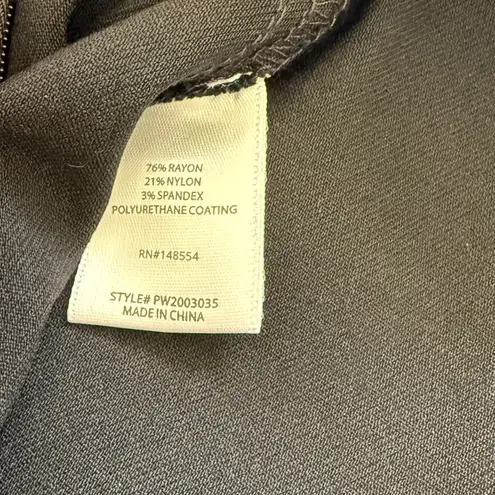 76% RAYON
21% NYLON
3% SPANDEX
POLYURETHANE COATING
RN#148554
STYLE# PW2003035
MADE IN CHINA